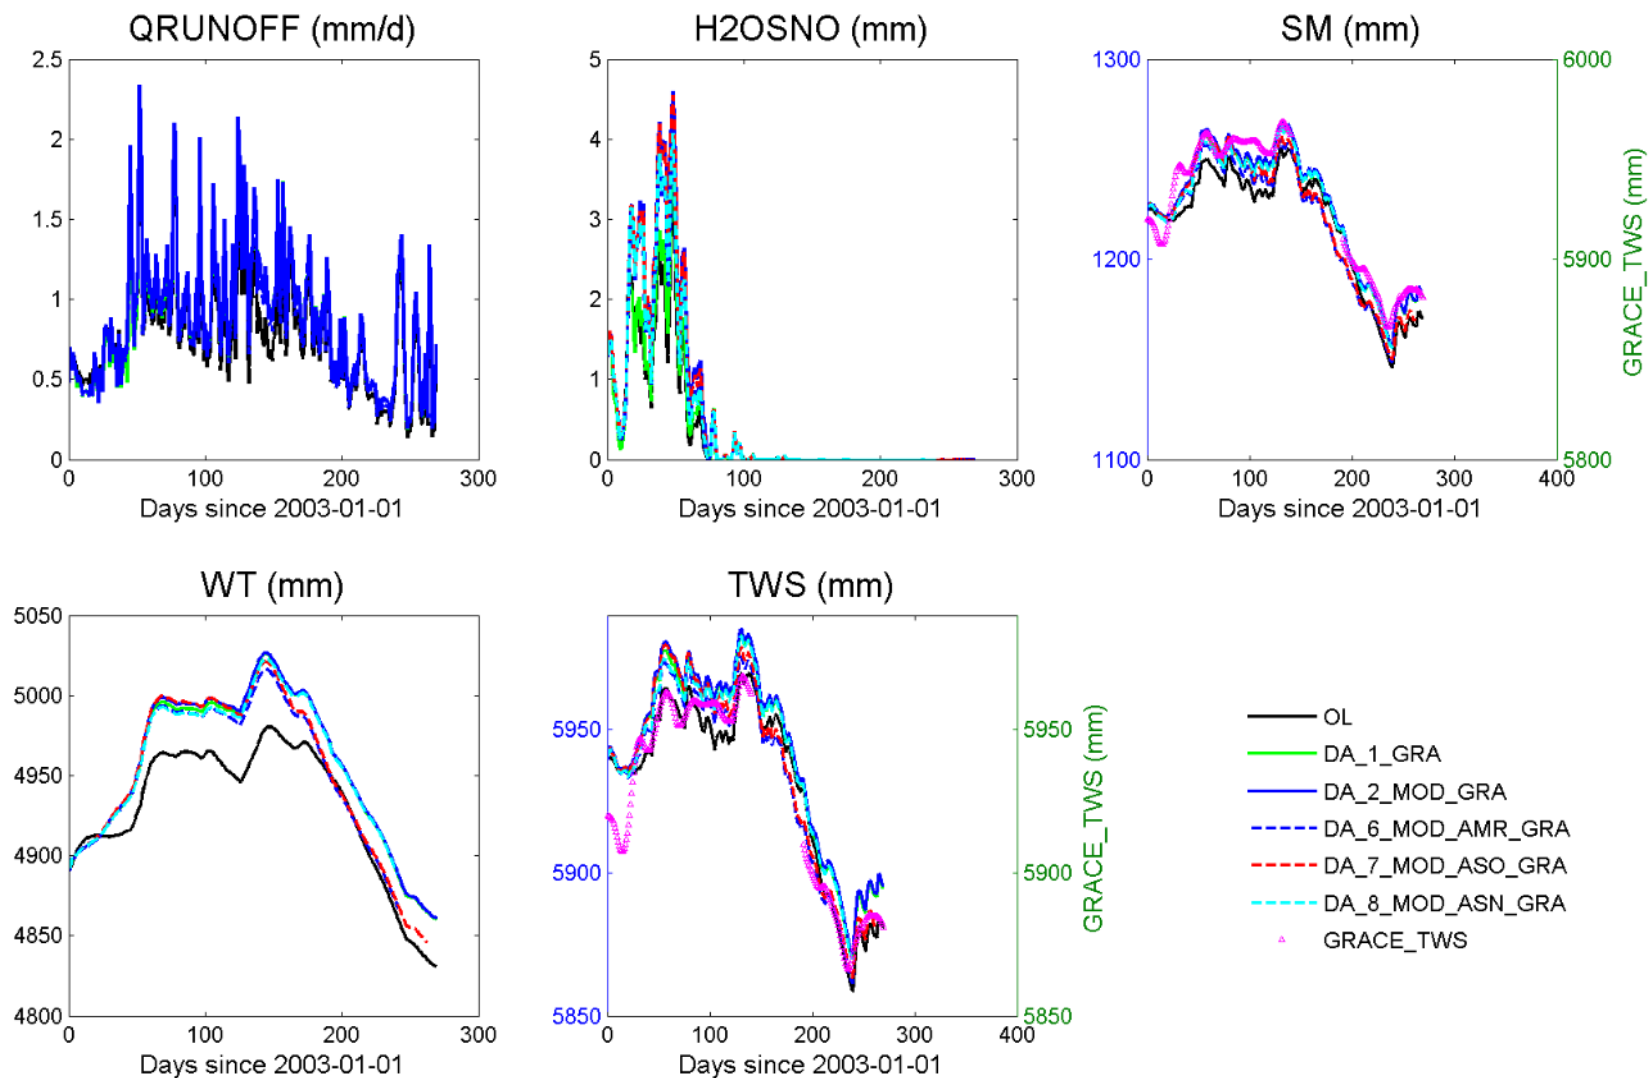 QRUNOFF (mm/d)
2.5
2
1.5
1
0.5
0
0
100
200
300
Days since 2003-01-01
H2OSNO (mm)
5
4
3
2
1
0
0
100
200
300
Days since 2003-01-01
SM (mm)
1300
1200
1100
6000
5900
5800
GRACE_TWS (mm)
0
100
200
300
400
Days since 2003-01-01
WT (mm)
5050
5000
4950
4900
4850
4800
0
100
200
300
Days since 2003-01-01
TWS (mm)
5950
5900
5850
5950
5900
5850
GRACE_TWS (mm)
0
100
200
300
400
Days since 2003-01-01
OL
DA_1_GRA
DA_2_MOD_GRA
DA_6_MOD_AMR_GRA
DA_7_MOD_ASO_GRA
DA_8_MOD_ASN_GRA
GRACE_TWS